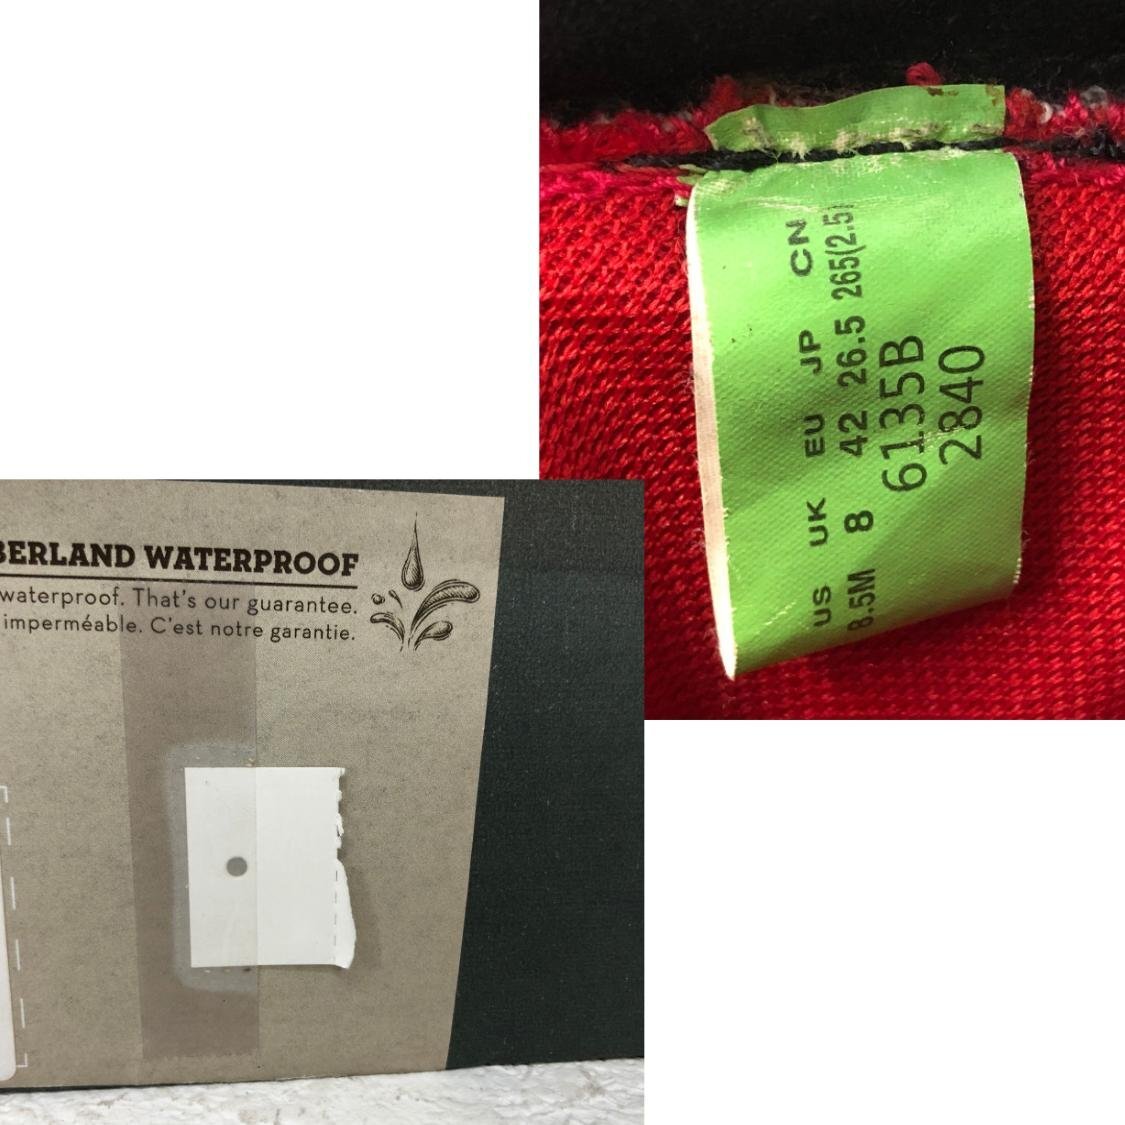 US UK EU JP CN
8.5M 8 42 26.5 265(2.5)
6135B
2840
BERLAND WATERPROOF
waterproof. That's our guarantee.
imperméable. C'est notre garantie.